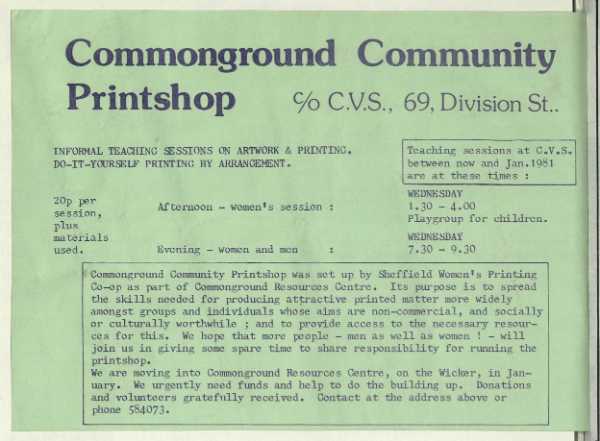 Commonground Community
Printshop c/o C.V.S., 69, Division St..
INFORMAL TEACHING SESSIONS ON ARTWORK & PRINTING.
DO-IT-YOURSELF PRINTING BY ARRANGEMENT.
Teaching sessions at C.V.S.
between now and Jan.1981
are at these times :
20p per
session,
plus
materials
used.
Afternoon - women's session :
WEDNESDAY
1.30 - 4.00
Playgroup for children.
Evening - women and men :
WEDNESDAY
7.30 - 9.30
Commonground Community Printshop was set up by Sheffield Women's Printing
Co-op as part of Commonground Resources Centre. Its purpose is to spread
the skills needed for producing attractive printed matter more widely
amongst groups and individuals whose aims are non-commercial, and socially
or culturally worthwhile ; and to provide access to the necessary resour-
ces for this. We hope that more people - men as well as women ! - will
join us in giving some spare time to share responsibility for running the
printshop.
We are moving into Commonground Resources Centre, on the Wicker, in Jan-
uary. We urgently need funds and help to do the building up. Donations
and volunteers gratefully received. Contact at the address above or
phone 584073.